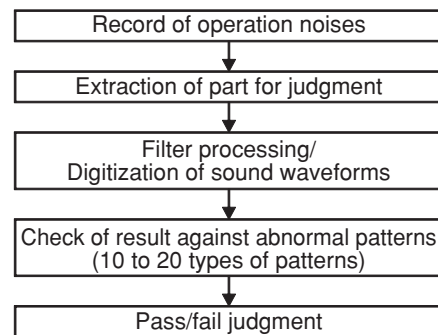 Record of operation noises
Extraction of part for judgment
Filter processing/
Digitization of sound waveforms
Check of result against abnormal patterns
(10 to 20 types of patterns)
Pass/fail judgment